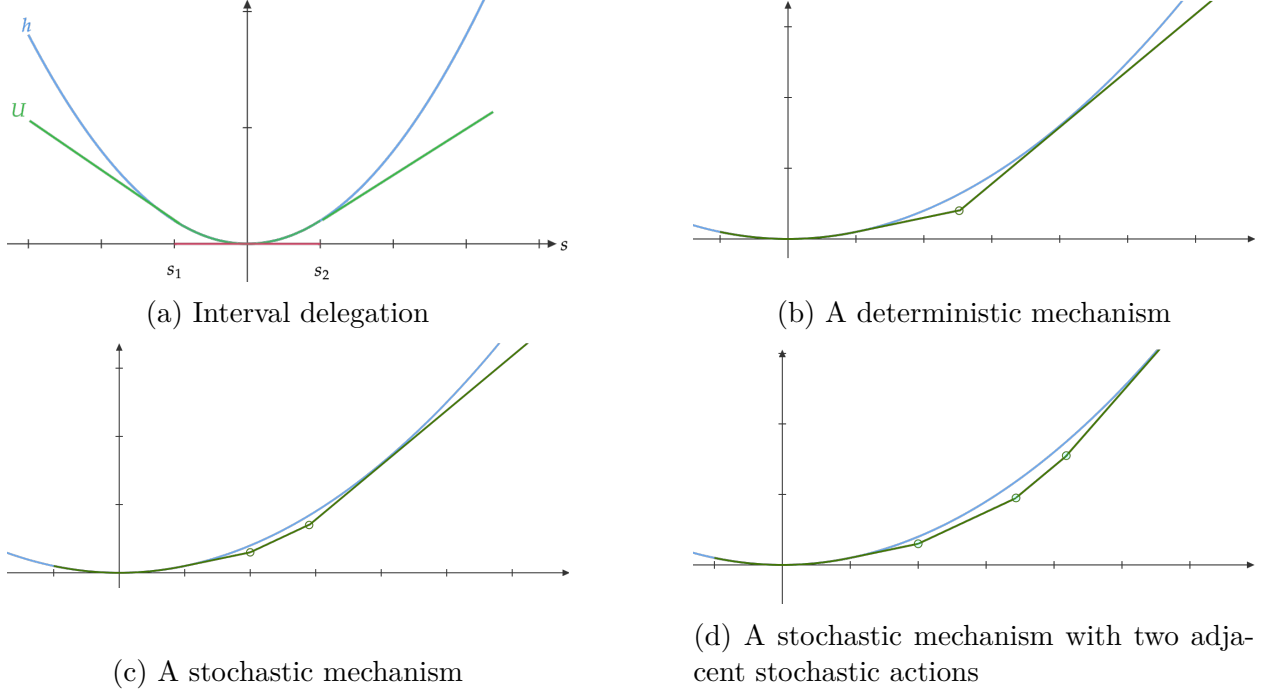 h
U
s
s₁
s₂
(a) Interval delegation
(b) A deterministic mechanism
(c) A stochastic mechanism
(d) A stochastic mechanism with two adja-
cent stochastic actions